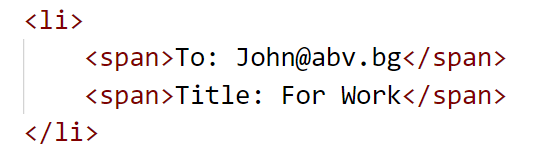 <li>
<span>To: John@abv.bg</span>
<span>Title: For Work</span>
</li>